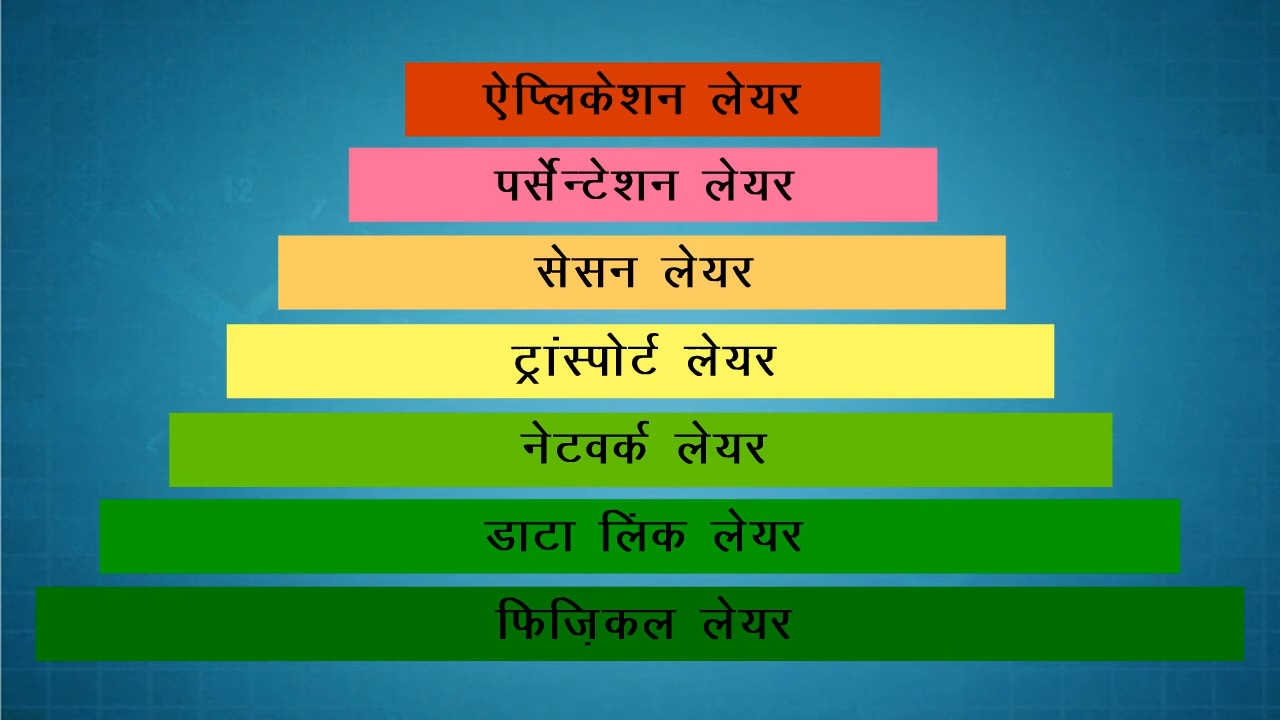 ऐप्लिकेशन लेयर
पर्सेन्टेशन लेयर
सेसन लेयर
ट्रांस्पोर्ट लेयर
नेटवर्क लेयर
डाटा लिंक लेयर
फिज़िकल लेयर